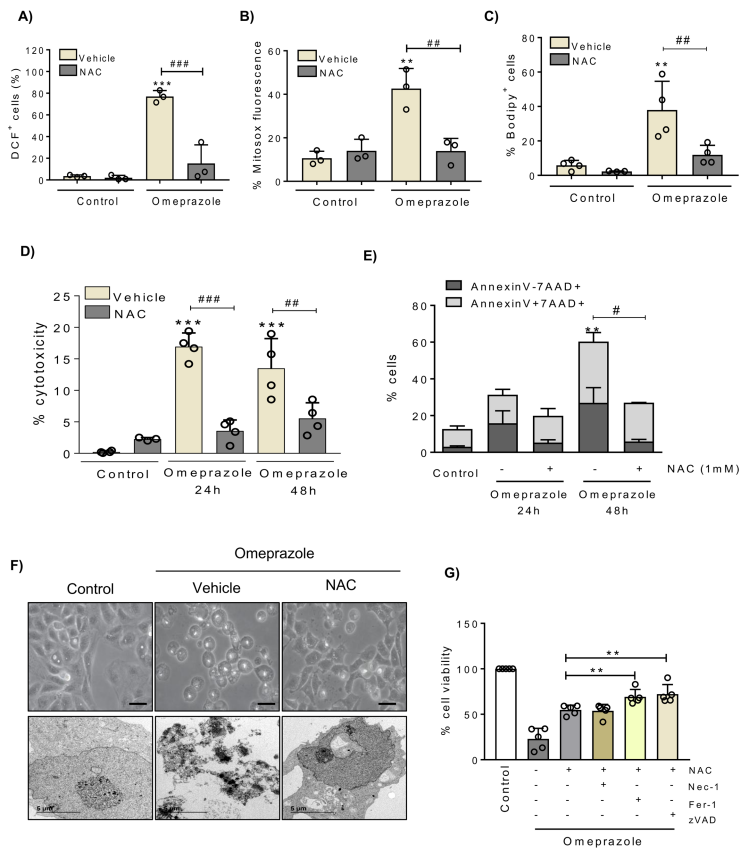 A)
DCF+ cells (%)
120
100
80
60
40
20
0
Vehicle
NAC
***
###
Control
Omeprazole
B)
% Mitosox fluorescence
60
40
20
0
Vehicle
NAC
**
##
Control
Omeprazole
C)
% Bodipy+ cells
80
60
40
20
0
Vehicle
NAC
**
##
Control
Omeprazole
D)
% cytotoxicity
25
20
15
10
5
0
Vehicle
NAC
***
###
***
##
Control
Omeprazole
24h
Omeprazole
48h
E)
AnnexinV-7AAD+
AnnexinV+7AAD+
% cells
80
60
40
20
0
**
#
Control
- + - + NAC (1mM)
Omeprazole
24h
Omeprazole
48h
F)
Omeprazole
Control
Vehicle
NAC
5 µm
5 µm
5 µm
G)
% cell viability
150
100
50
0
**
**
Control
- + + + + NAC
- - + - - Nec-1
- - - + - Fer-1
- - - - + zVAD
Omeprazole